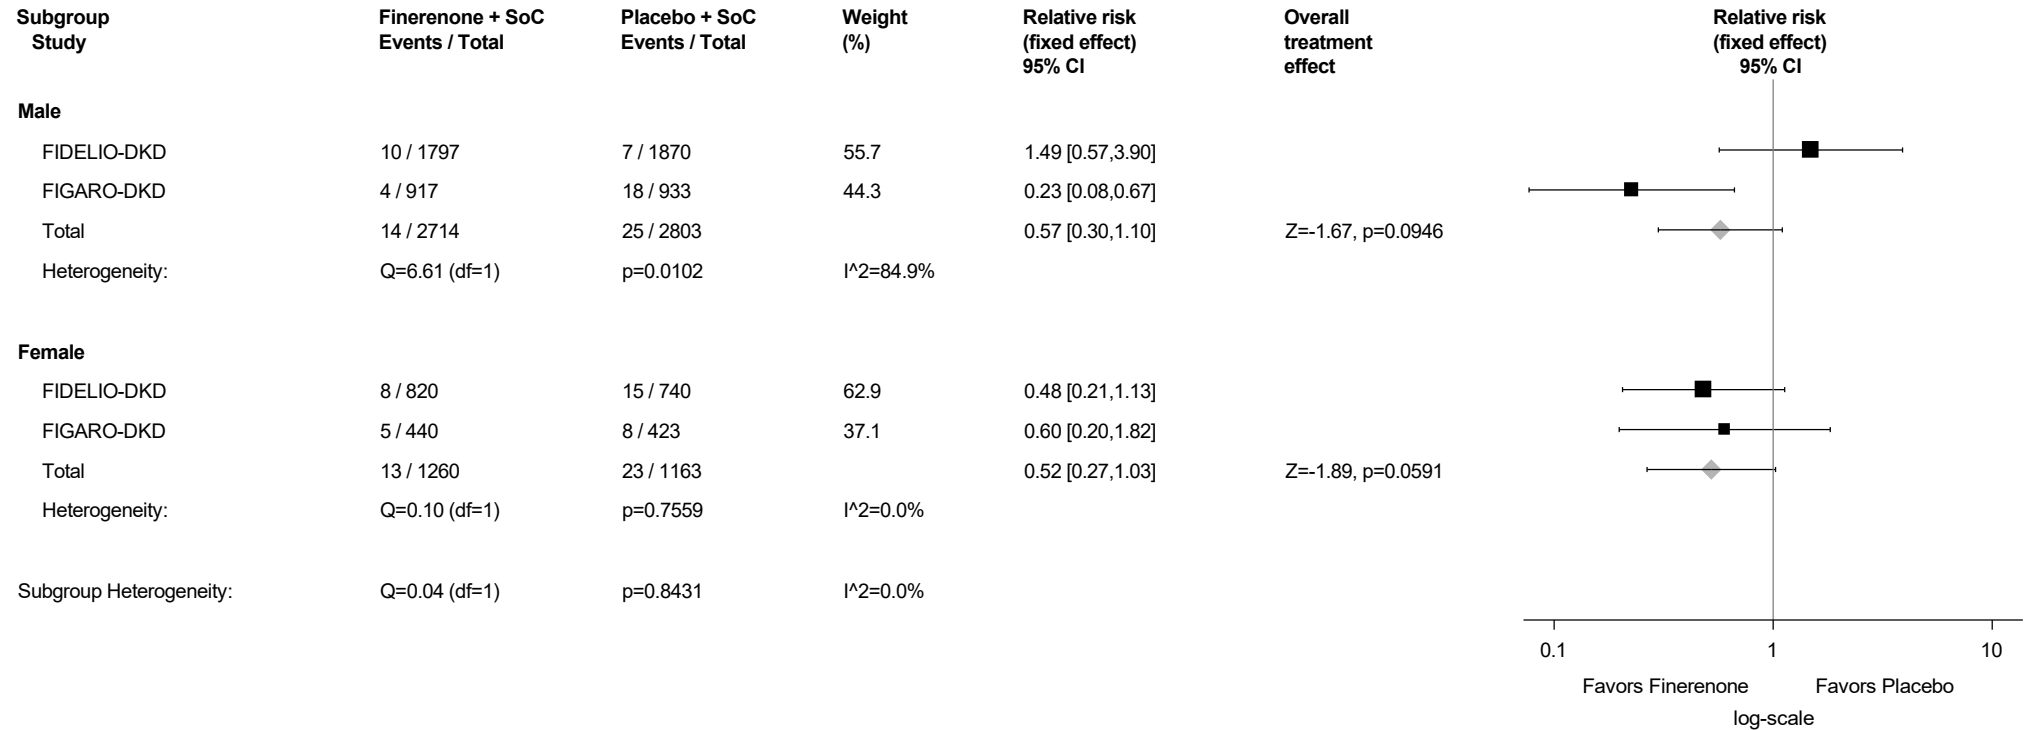 Subgroup Finerenone + SoC Placebo + SoC Weight Relative risk Overall Relative risk
Study Events / Total Events / Total (%) (fixed effect) treatment (fixed effect)
95% CI effect 95% CI
Male
FIDELIO-DKD 10 / 1797 7 / 1870 55.7 1.49 [0.57,3.90]
FIGARO-DKD 4 / 917 18 / 933 44.3 0.23 [0.08,0.67]
Total 14 / 2714 25 / 2803 0.57 [0.30,1.10] Z=-1.67, p=0.0946
Heterogeneity: Q=6.61 (df=1) p=0.0102 I^2=84.9%
Female
FIDELIO-DKD 8 / 820 15 / 740 62.9 0.48 [0.21,1.13]
FIGARO-DKD 5 / 440 8 / 423 37.1 0.60 [0.20,1.82]
Total 13 / 1260 23 / 1163 0.52 [0.27,1.03] Z=-1.89, p=0.0591
Heterogeneity: Q=0.10 (df=1) p=0.7559 I^2=0.0%
Subgroup Heterogeneity: Q=0.04 (df=1) p=0.8431 I^2=0.0%
0.1 1 10
Favors Finerenone Favors Placebo
log-scale